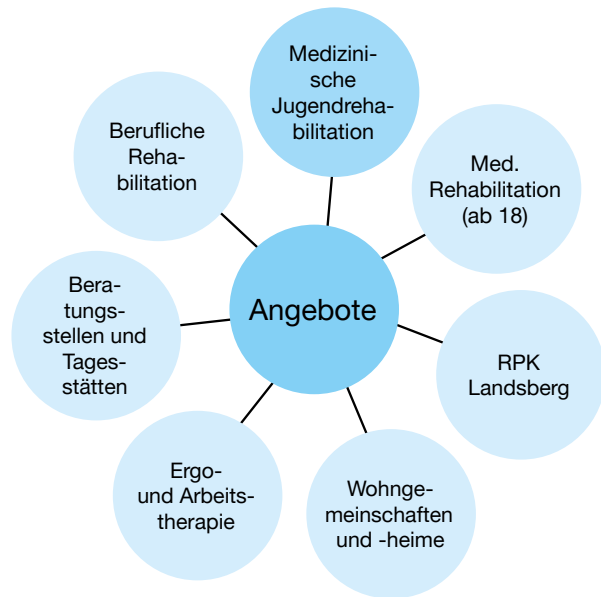 Medizini-
sche
Jugendreha-
bilitation
Med.
Rehabilitation
(ab 18)
RPK
Landsberg
Wohnge-
meinschaften
und -heime
Ergo-
und Arbeits-
therapie
Bera-
tungs-
stellen und
Tages-
stätten
Berufliche
Reha-
bilitation
Angebote